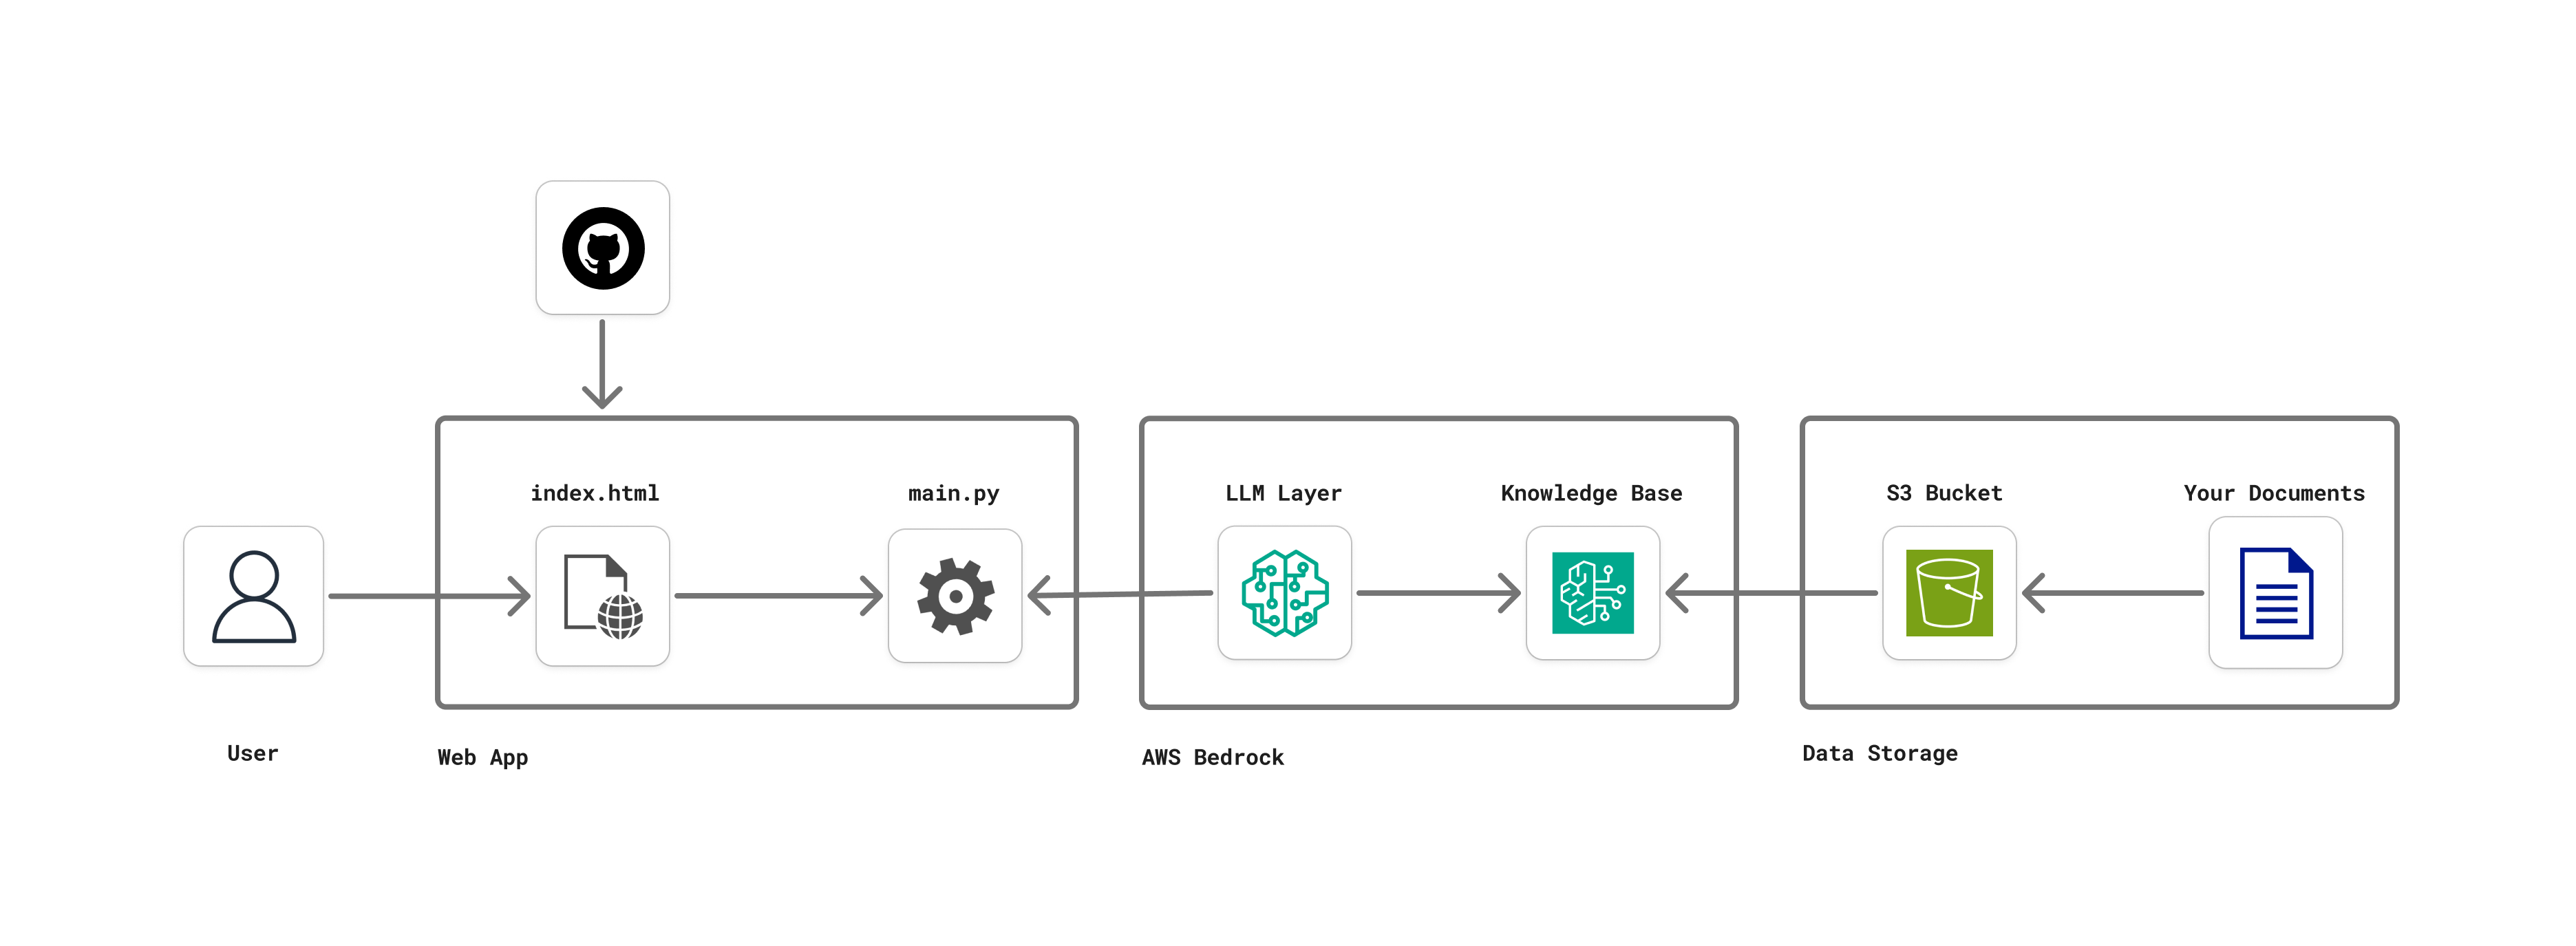 index.html
main.py
LLM Layer
Knowledge Base
S3 Bucket
Your Documents
User
Web App
AWS Bedrock
Data Storage